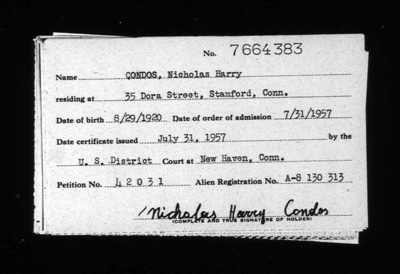 No. 7664383
Name CONDOS, Nicholas Harry
residing at 35 Dora Street, Stamford, Conn.
Date of birth 8/29/1920 Date of order of admission 7/31/1957
Date certificate issued July 31, 1957 by the
U. S. District Court at New Haven, Conn.
Petition No. 42031 Alien Registration No. A-8 130 313
Nicholas Harry Condos
(COMPLETE AND TRUE SIGNATURE OF HOLDER)